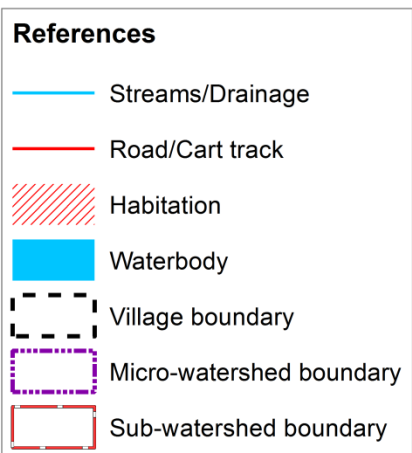 References
Streams/Drainage
Road/Cart track
Habitation
Waterbody
Village boundary
Micro-watershed boundary
Sub-watershed boundary